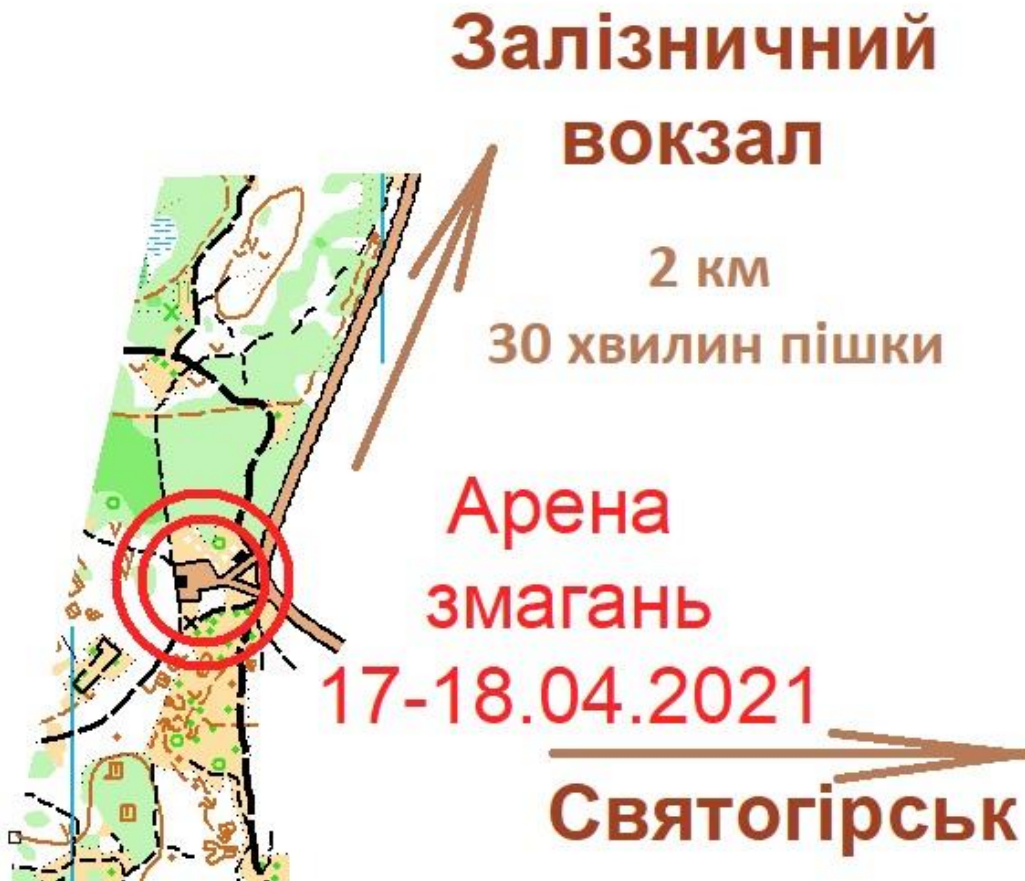 Залізничний
вокзал
2 км
30 хвилин пішки
Арена
змагань
17-18.04.2021
Святогірськ